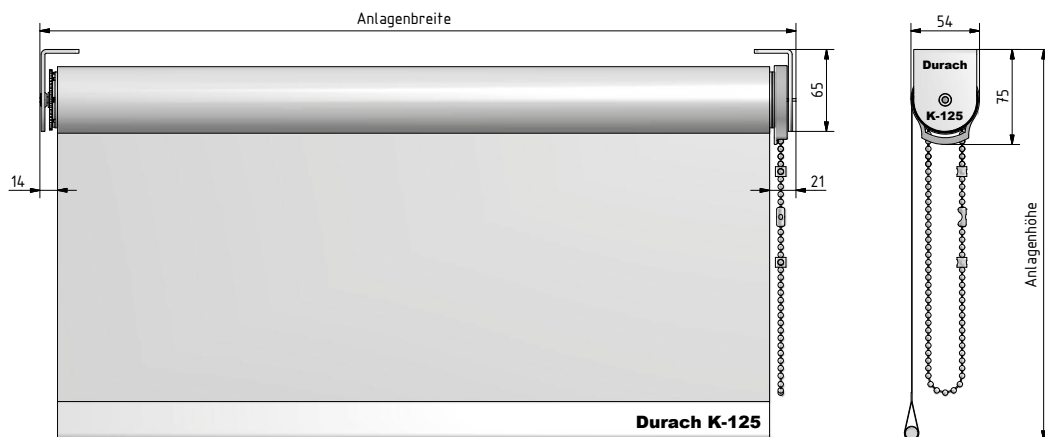 Anlagenbreite
54
Durach
K-125
65
75
14
21
Anlagenhöhe
Durach K-125